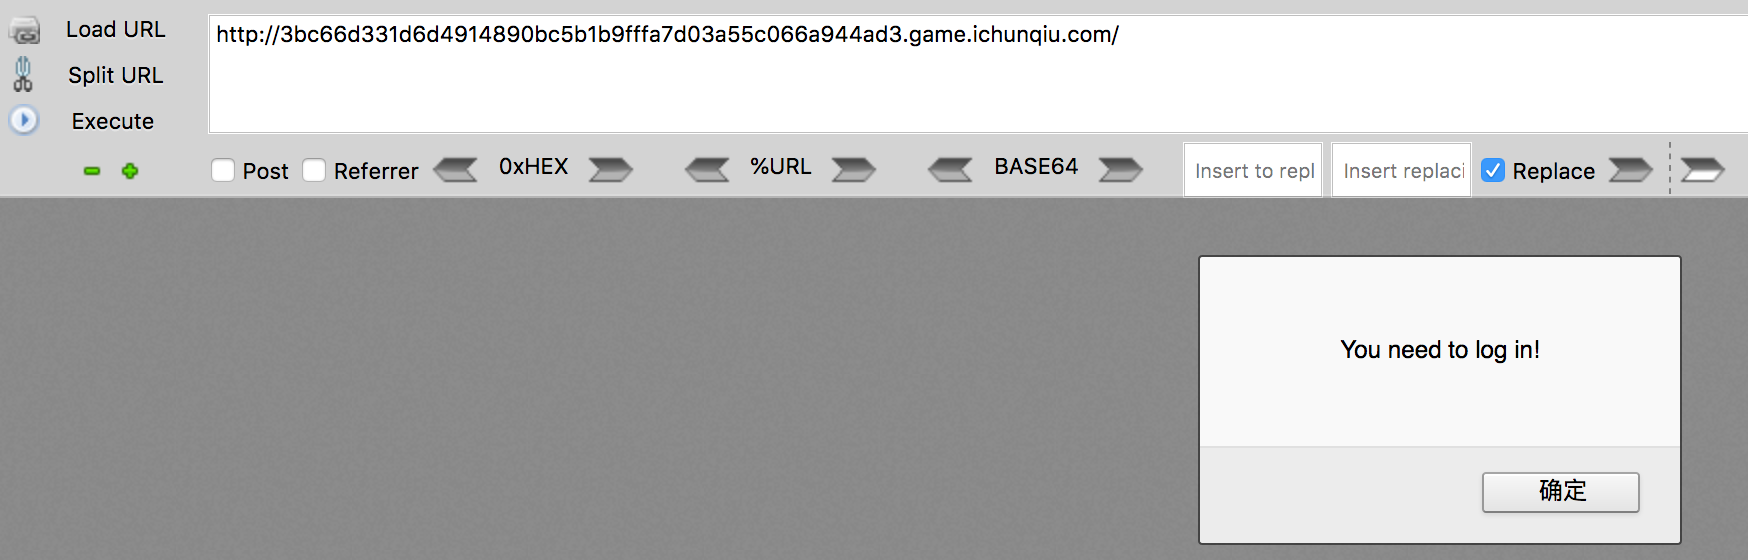 Load URL
http://3bc66d331d6d4914890bc5b1b9fffa7d03a55c066a944ad3.game.ichunqiu.com/
Split URL
Execute
Post Referrer 0xHEX %URL BASE64 Insert to repl Insert replaci Replace
You need to log in!
确定